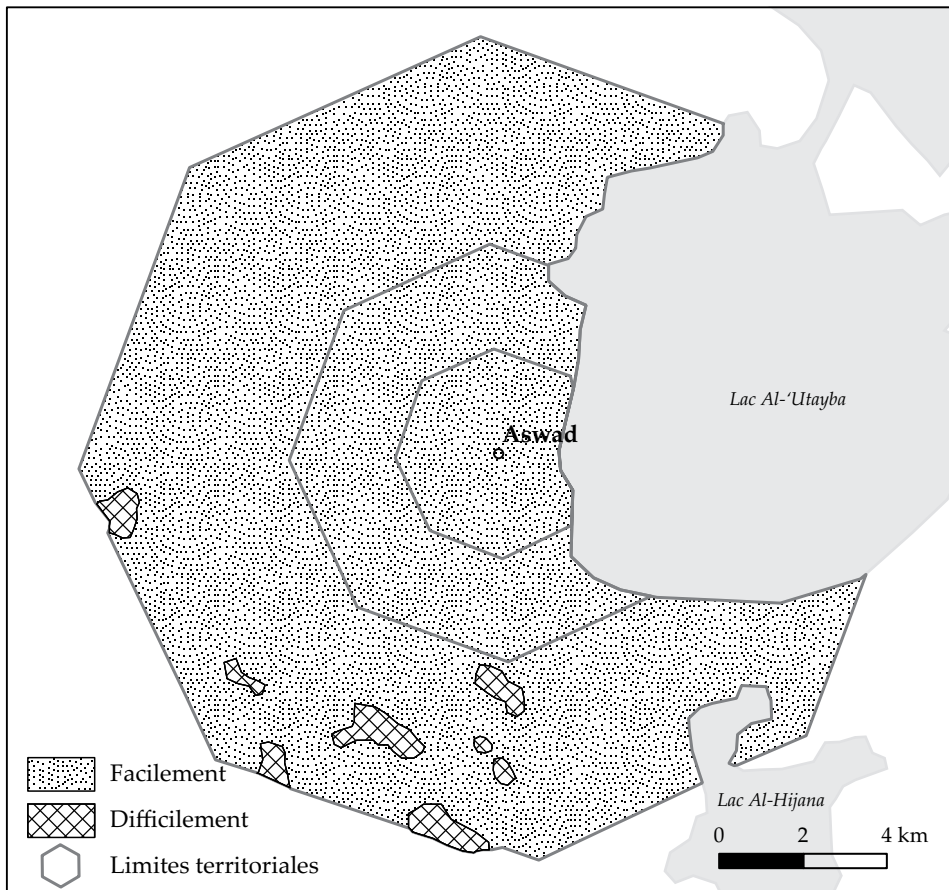 Lac Al-‘Utayba
Aswad
Facilement
Difficilement
Limites territoriales
Lac Al-Hijana
0 2 4 km